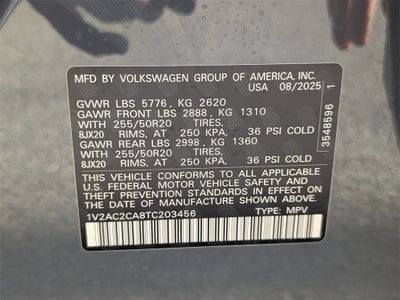 MFD BY VOLKSWAGEN GROUP OF AMERICA, INC.
USA 08/2025
GVWR LBS 5776, KG 2620
GAWR FRONT LBS 2888, KG 1310
WITH 255/50R20 TIRES,
8JX20 RIMS, AT 250 KPA, 36 PSI COLD
GAWR REAR LBS 2998, KG 1360
WITH 255/50R20 TIRES,
8JX20 RIMS, AT 250 KPA, 36 PSI COLD
THIS VEHICLE CONFORMS TO ALL APPLICABLE
U.S. FEDERAL MOTOR VEHICLE SAFETY AND
THEFT PREVENTION STANDARDS IN EFFECT ON
THE DATE OF MANUFACTURE SHOWN ABOVE.
1V2AC2CA8TC203456 TYPE: MPV
3548596 1